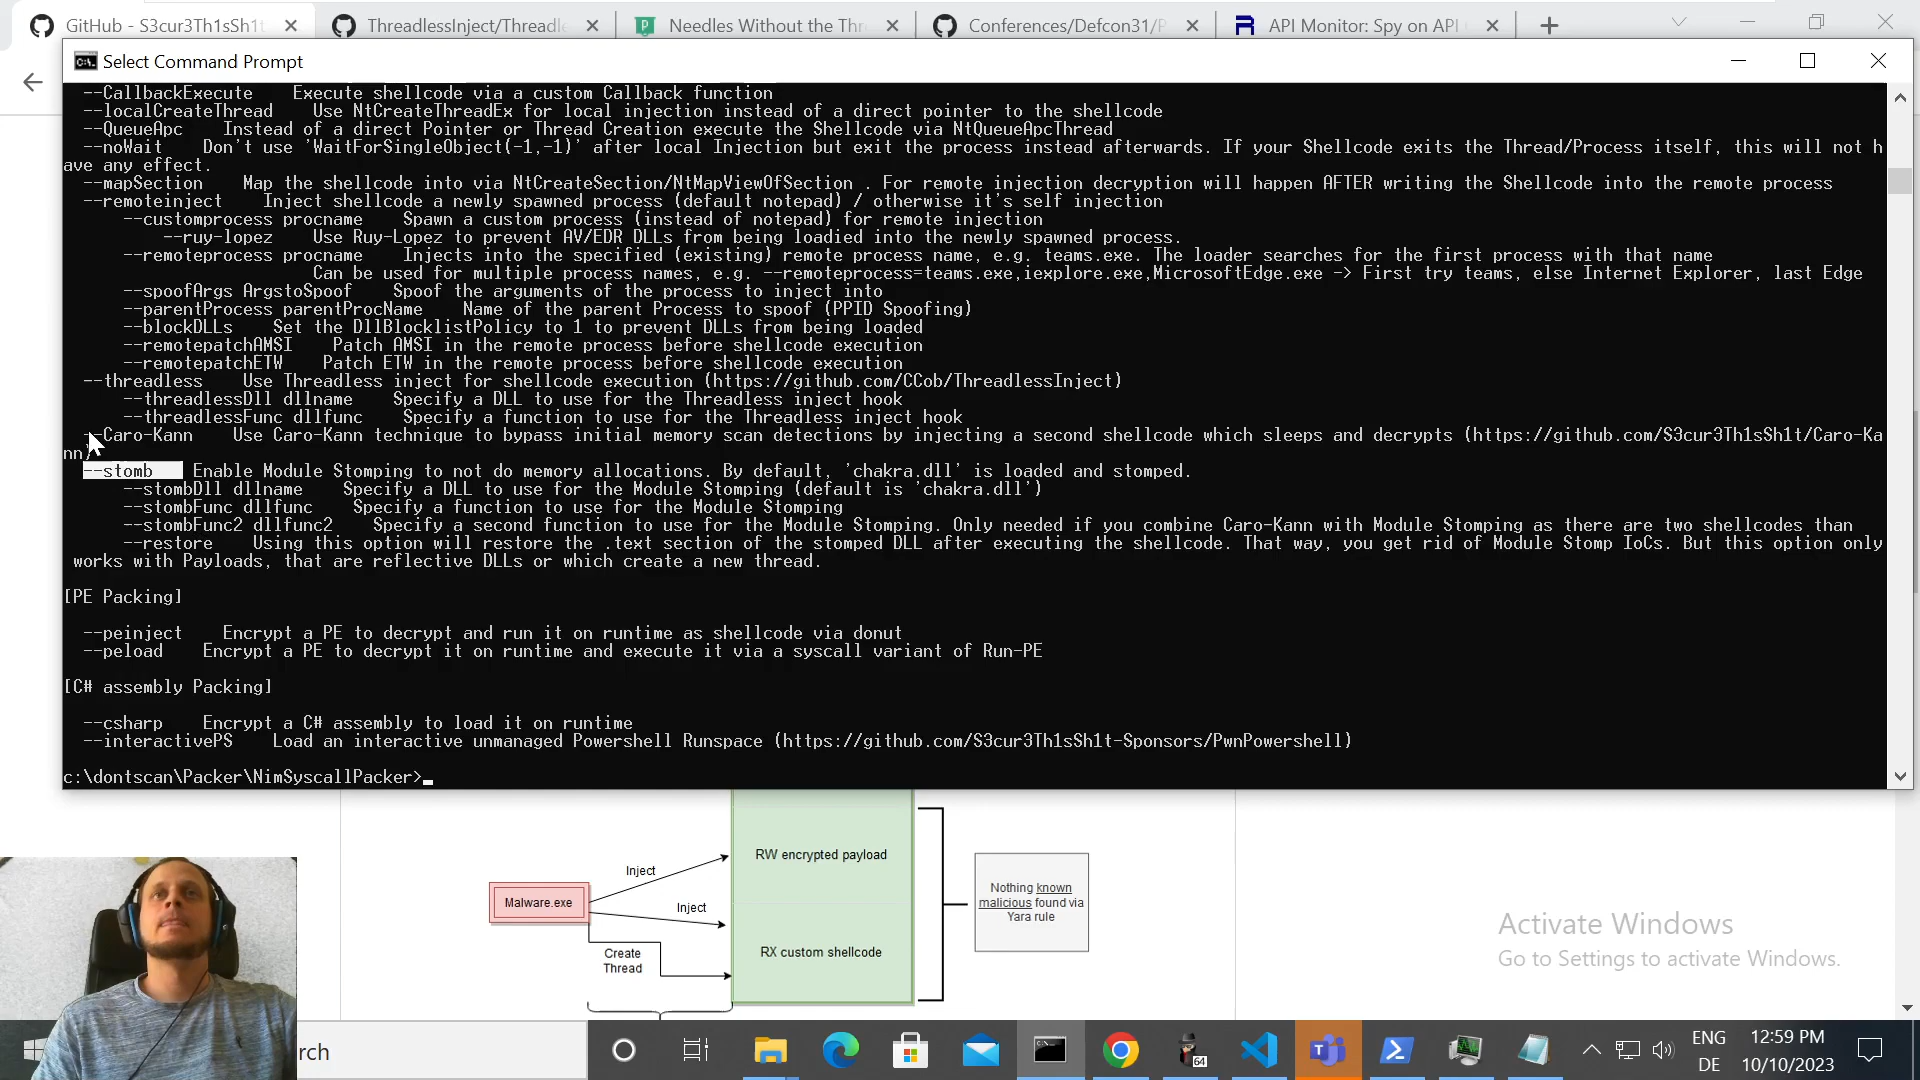 GitHub - S3cur3Th1sSh1t
ThreadlessInject/Threadle
Needles Without the Thr
Conferences/Defcon31/P
API Monitor: Spy on API
Select Command Prompt
--CallbackExecute    Execute shellcode via a custom Callback function
--localCreateThread    Use NtCreateThreadEx for local injection instead of a direct pointer to the shellcode
--QueueApc    Instead of a direct Pointer or Thread Creation execute the Shellcode via NtQueueApcThread
--noWait    Don't use 'WaitForSingleObject(-1,-1)' after local Injection but exit the process instead afterwards. If your Shellcode exits the Thread/Process itself, this will not h
ave any effect.
--mapSection    Map the shellcode into via NtCreateSection/NtMapViewOfSection . For remote injection decryption will happen AFTER writing the Shellcode into the remote process
--remoteinject    Inject shellcode a newly spawned process (default notepad) / otherwise it's self injection
--customprocess procname    Spawn a custom process (instead of notepad) for remote injection
--ruy-lopez    Use Ruy-Lopez to prevent AV/EDR DLLs from being loadied into the newly spawned process.
--remoteprocess procname    Injects into the specified (existing) remote process name, e.g. teams.exe. The loader searches for the first process with that name
Can be used for multiple process names, e.g. --remoteprocess=teams.exe,iexplore.exe,MicrosoftEdge.exe -> First try teams, else Internet Explorer, last Edge
--spoofArgs ArgstoSpoof    Spoof the arguments of the process to inject into
--parentProcess parentProcName    Name of the parent Process to spoof (PPID Spoofing)
--blockDLLs    Set the DllBlocklistPolicy to 1 to prevent DLLs from being loaded
--remotepatchAMSI    Patch AMSI in the remote process before shellcode execution
--remotepatchETW    Patch ETW in the remote process before shellcode execution
--threadless    Use Threadless inject for shellcode execution (https://github.com/CCob/ThreadlessInject)
--threadlessDll dllname    Specify a DLL to use for the Threadless inject hook
--threadlessFunc dllfunc    Specify a function to use for the Threadless inject hook
--Caro-Kann    Use Caro-Kann technique to bypass initial memory scan detections by injecting a second shellcode which sleeps and decrypts (https://github.com/S3cur3Th1sSh1t/Caro-Ka
nn)
--stomb    Enable Module Stomping to not do memory allocations. By default, 'chakra.dll' is loaded and stomped.
--stombDll dllname    Specify a DLL to use for the Module Stomping (default is 'chakra.dll')
--stombFunc dllfunc    Specify a function to use for the Module Stomping
--stombFunc2 dllfunc2    Specify a second function to use for the Module Stomping. Only needed if you combine Caro-Kann with Module Stomping as there are two shellcodes than
--restore    Using this option will restore the .text section of the stomped DLL after executing the shellcode. That way, you get rid of Module Stomp IoCs. But this option only
works with Payloads, that are reflective DLLs or which create a new thread.
[PE Packing]
--peinject    Encrypt a PE to decrypt and run it on runtime as shellcode via donut
--peload    Encrypt a PE to decrypt it on runtime and execute it via a syscall variant of Run-PE
[C# assembly Packing]
--csharp    Encrypt a C# assembly to load it on runtime
--interactivePS    Load an interactive unmanaged Powershell Runspace (https://github.com/S3cur3Th1sSh1t-Sponsors/PwnPowershell)
c:\dontscan\Packer\NimSyscallPacker>
Malware.exe
Inject
Inject
Create
Thread
RW encrypted payload
RX custom shellcode
Nothing known
malicious found via
Yara rule
Activate Windows
Go to Settings to activate Windows.
rch
64
ENG
DE
12:59 PM
10/10/2023